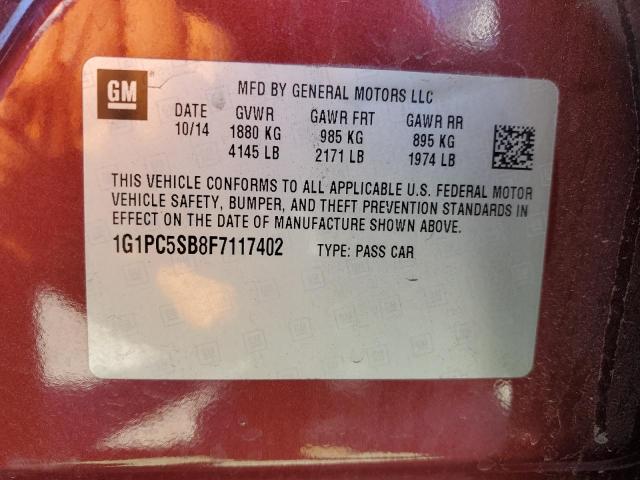 GM
MFD BY GENERAL MOTORS LLC
DATE GVWR GAWR FRT GAWR RR
10/14 1880 KG 985 KG 895 KG
4145 LB 2171 LB 1974 LB
THIS VEHICLE CONFORMS TO ALL APPLICABLE U.S. FEDERAL MOTOR
VEHICLE SAFETY, BUMPER, AND THEFT PREVENTION STANDARDS IN
EFFECT ON THE DATE OF MANUFACTURE SHOWN ABOVE.
1G1PC5SB8F7117402 TYPE: PASS CAR